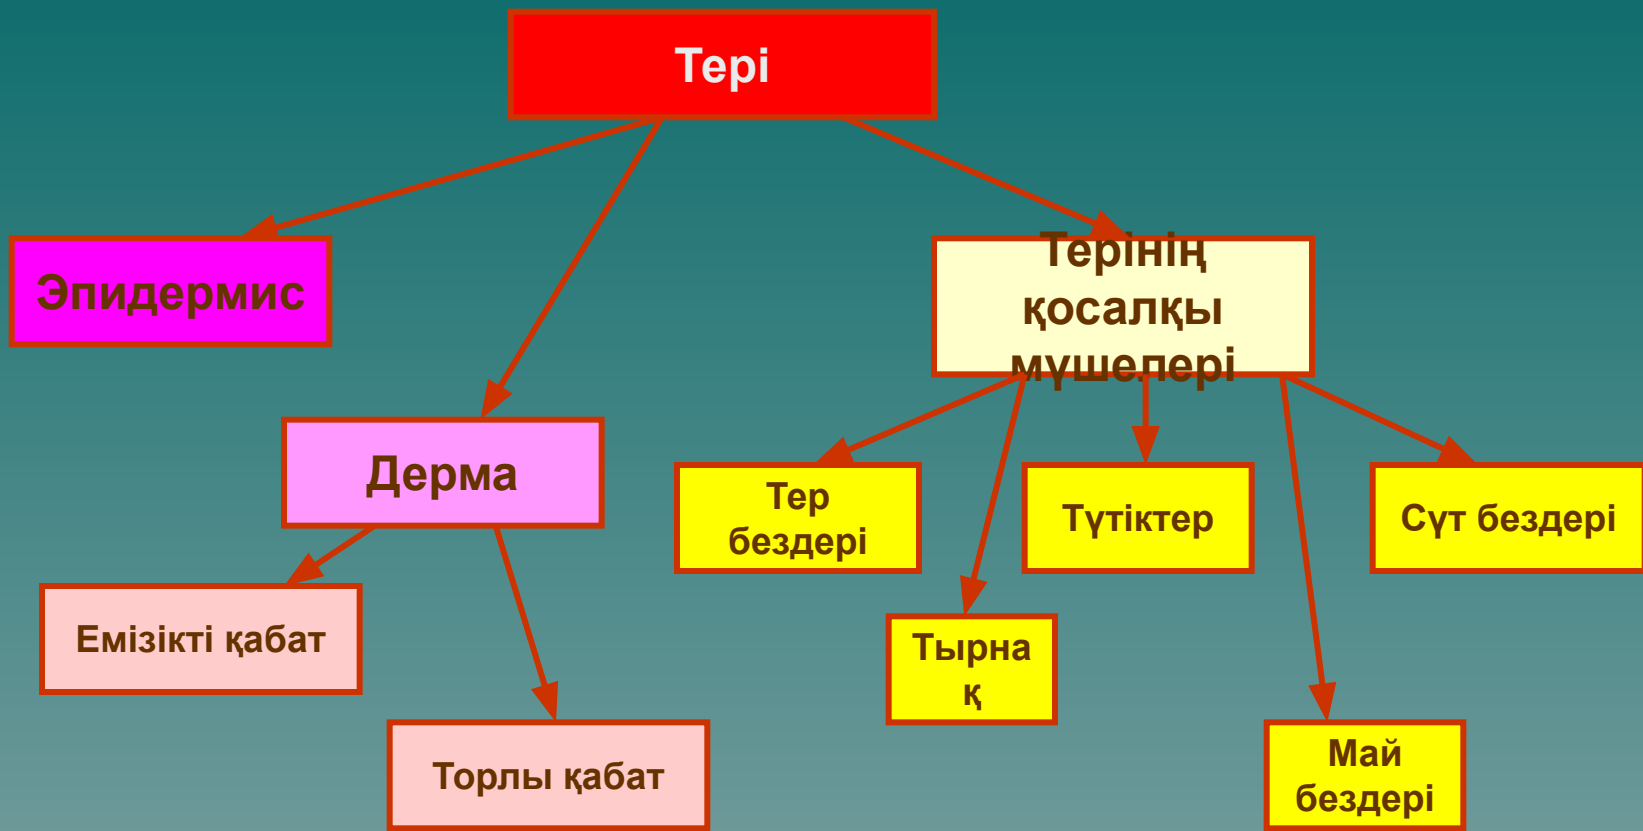 Тері
Эпидермис
Терінің
қосалқы
мүшелері
Дерма
Тер
бездері
Түтіктер
Сүт бездері
Емізікті қабат
Тырна
қ
Торлы қабат
Май
бездері